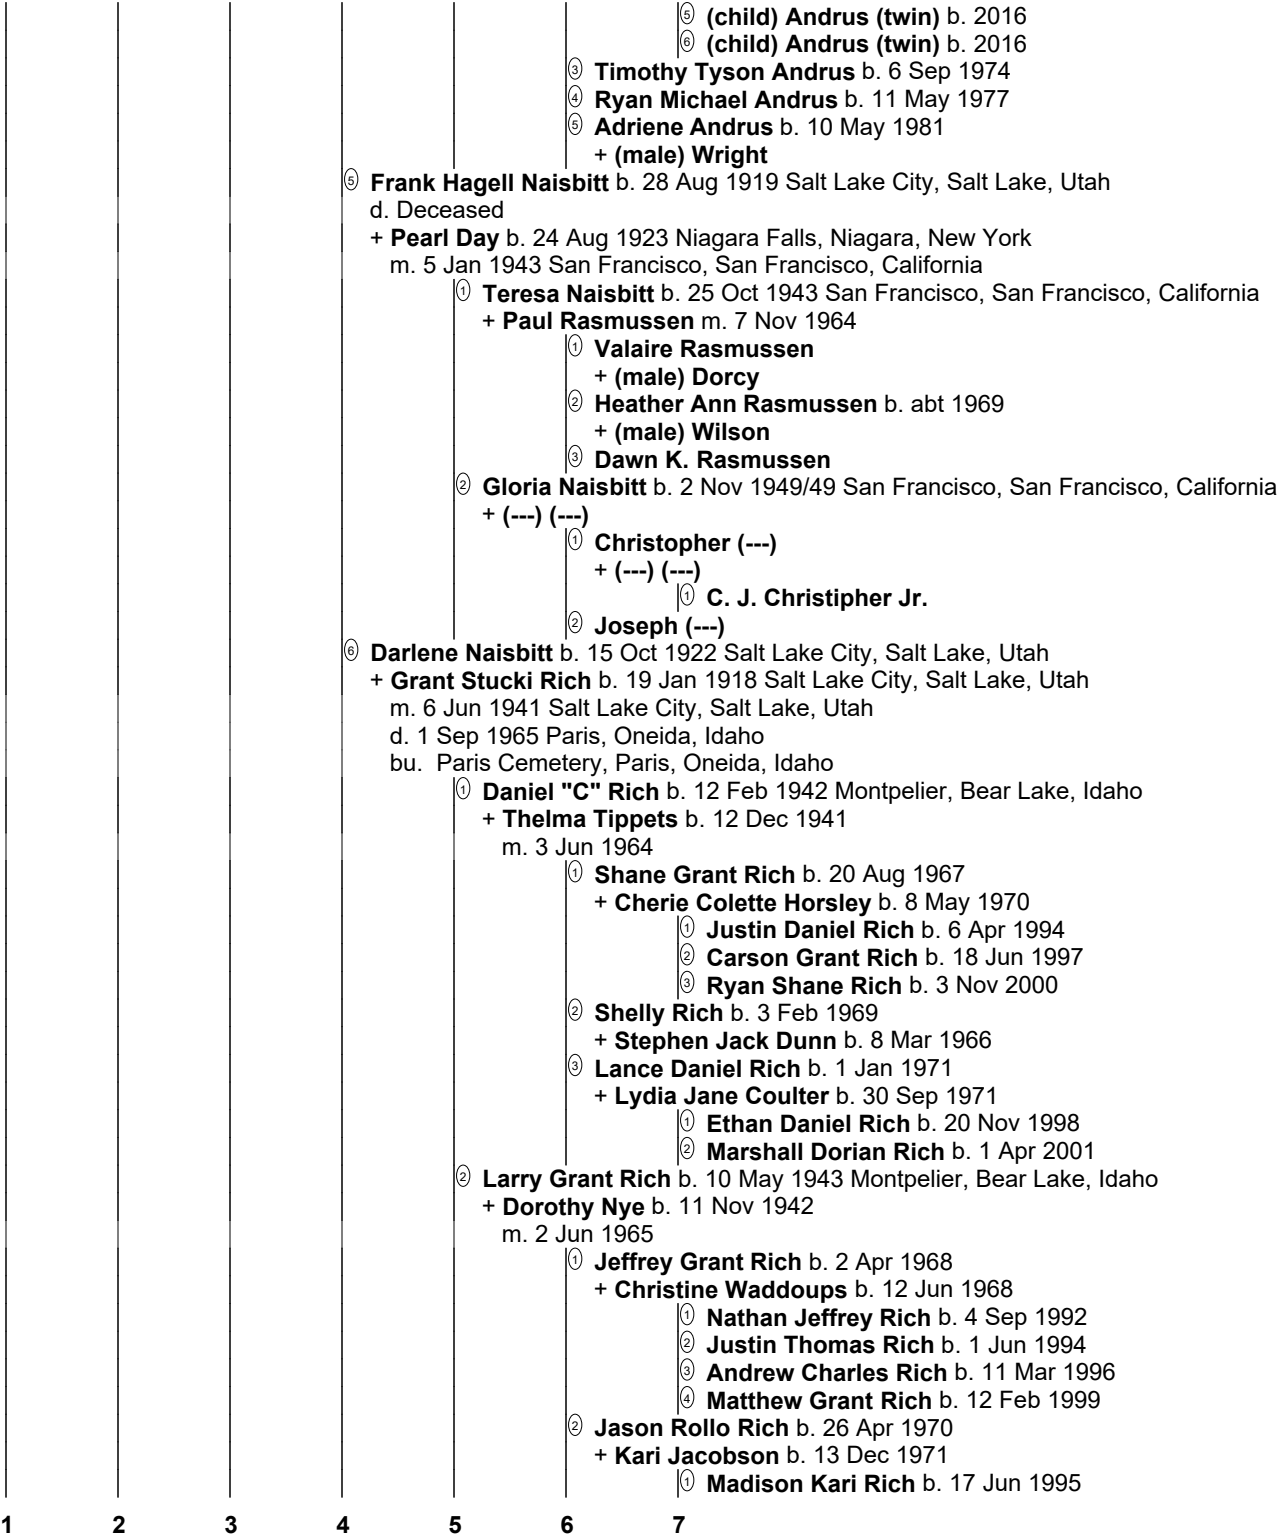 ⑤ (child) Andrus (twin) b. 2016
⑥ (child) Andrus (twin) b. 2016
③ Timothy Tyson Andrus b. 6 Sep 1974
④ Ryan Michael Andrus b. 11 May 1977
⑤ Adriene Andrus b. 10 May 1981
+ (male) Wright
⑤ Frank Hagell Naisbitt b. 28 Aug 1919 Salt Lake City, Salt Lake, Utah
d. Deceased
+ Pearl Day b. 24 Aug 1923 Niagara Falls, Niagara, New York
m. 5 Jan 1943 San Francisco, San Francisco, California
① Teresa Naisbitt b. 25 Oct 1943 San Francisco, San Francisco, California
+ Paul Rasmussen m. 7 Nov 1964
① Valaire Rasmussen
+ (male) Dorcy
② Heather Ann Rasmussen b. abt 1969
+ (male) Wilson
③ Dawn K. Rasmussen
② Gloria Naisbitt b. 2 Nov 1949/49 San Francisco, San Francisco, California
+ (---) (---)
① Christopher (---)
+ (---) (---)
① C. J. Christipher Jr.
② Joseph (---)
⑥ Darlene Naisbitt b. 15 Oct 1922 Salt Lake City, Salt Lake, Utah
+ Grant Stucki Rich b. 19 Jan 1918 Salt Lake City, Salt Lake, Utah
m. 6 Jun 1941 Salt Lake City, Salt Lake, Utah
d. 1 Sep 1965 Paris, Oneida, Idaho
bu. Paris Cemetery, Paris, Oneida, Idaho
① Daniel "C" Rich b. 12 Feb 1942 Montpelier, Bear Lake, Idaho
+ Thelma Tippets b. 12 Dec 1941
m. 3 Jun 1964
① Shane Grant Rich b. 20 Aug 1967
+ Cherie Colette Horsley b. 8 May 1970
① Justin Daniel Rich b. 6 Apr 1994
② Carson Grant Rich b. 18 Jun 1997
③ Ryan Shane Rich b. 3 Nov 2000
② Shelly Rich b. 3 Feb 1969
+ Stephen Jack Dunn b. 8 Mar 1966
③ Lance Daniel Rich b. 1 Jan 1971
+ Lydia Jane Coulter b. 30 Sep 1971
① Ethan Daniel Rich b. 20 Nov 1998
② Marshall Dorian Rich b. 1 Apr 2001
② Larry Grant Rich b. 10 May 1943 Montpelier, Bear Lake, Idaho
+ Dorothy Nye b. 11 Nov 1942
m. 2 Jun 1965
① Jeffrey Grant Rich b. 2 Apr 1968
+ Christine Waddoups b. 12 Jun 1968
① Nathan Jeffrey Rich b. 4 Sep 1992
② Justin Thomas Rich b. 1 Jun 1994
③ Andrew Charles Rich b. 11 Mar 1996
④ Matthew Grant Rich b. 12 Feb 1999
② Jason Rollo Rich b. 26 Apr 1970
+ Kari Jacobson b. 13 Dec 1971
① Madison Kari Rich b. 17 Jun 1995
1 2 3 4 5 6 7